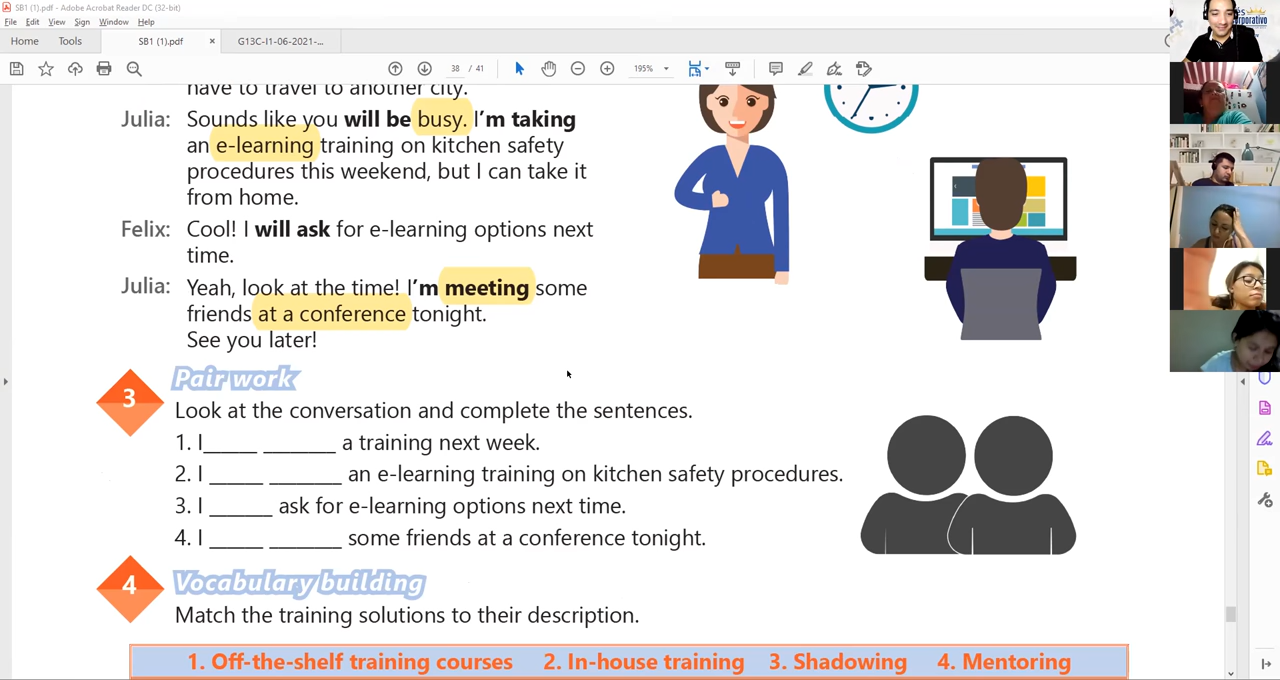 SB1 (1).pdf - Adobe Acrobat Reader DC (32-bit)
File Edit View Sign Window Help
Home Tools SB1 (1).pdf × G13C-I1-06-2021-...
38 / 41 195%
have to travel to another city.
Julia: Sounds like you will be busy. I'm taking
an e-learning training on kitchen safety
procedures this weekend, but I can take it
from home.
Felix: Cool! I will ask for e-learning options next
time.
Julia: Yeah, look at the time! I'm meeting some
friends at a conference tonight.
See you later!
3 Pair work
Look at the conversation and complete the sentences.
1. I______ ________ a training next week.
2. I ______ ________ an e-learning training on kitchen safety procedures.
3. I _______ ask for e-learning options next time.
4. I ______ ________ some friends at a conference tonight.
4 Vocabulary building
Match the training solutions to their description.
1. Off-the-shelf training courses 2. In-house training 3. Shadowing 4. Mentoring